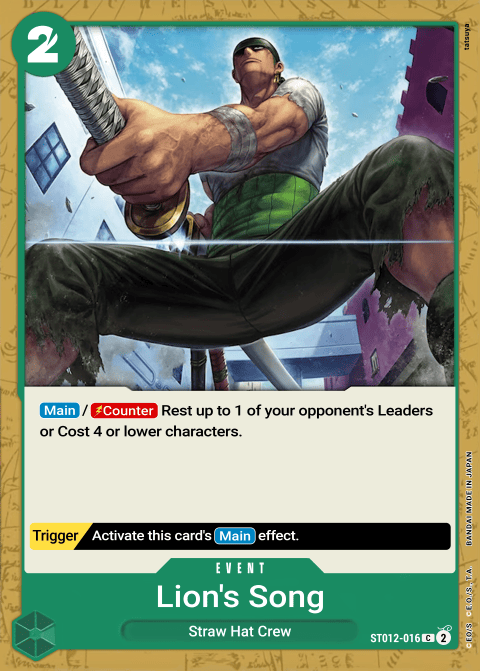 2
tatsuya
Main / ⚡Counter Rest up to 1 of your opponent's Leaders
or Cost 4 or lower characters.
Trigger Activate this card's Main effect.
EVENT
Lion's Song
Straw Hat Crew
ST012-016 C 2
BANDAI MADE IN JAPAN
©E.O./S. ©E.O./S., T.A.